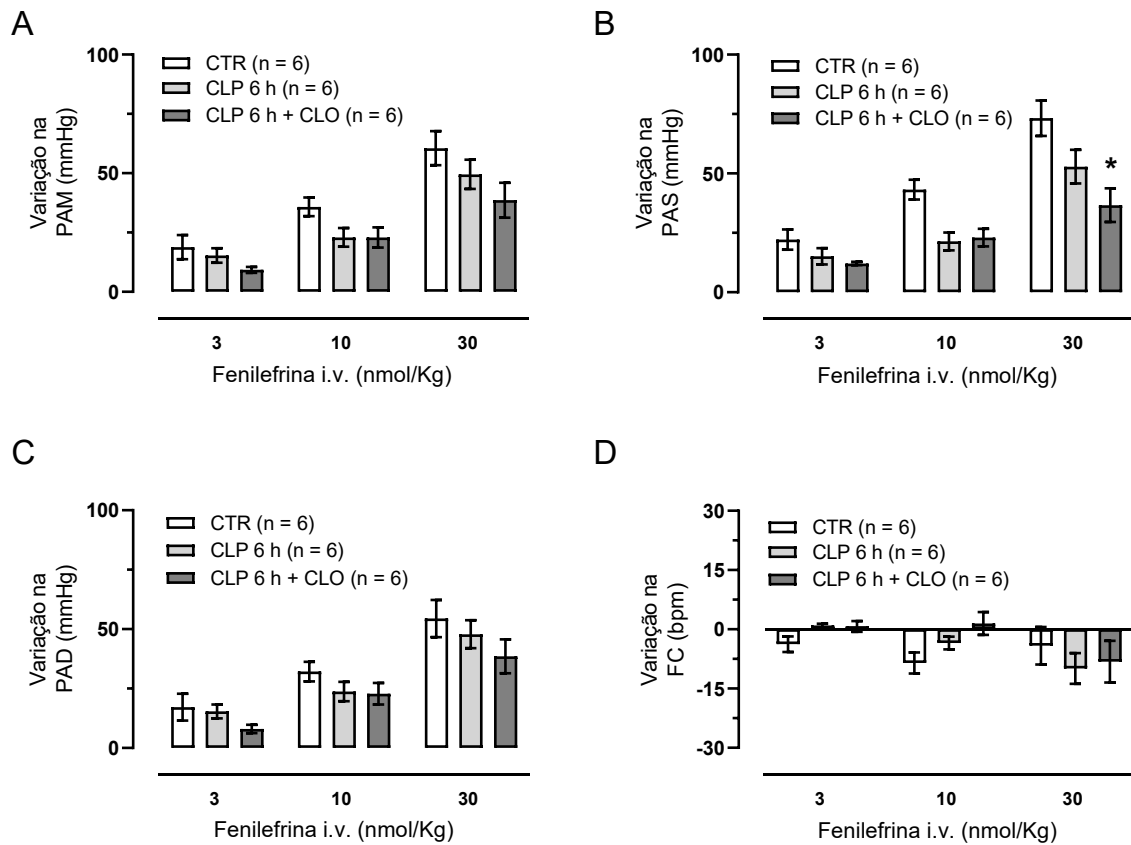 A
100
50
0
Variação na
PAM (mmHg)
CTR (n = 6)
CLP 6 h (n = 6)
CLP 6 h + CLO (n = 6)
3 10 30
Fenilefrina i.v. (nmol/Kg)
B
100
50
0
Variação na
PAS (mmHg)
CTR (n = 6)
CLP 6 h (n = 6)
CLP 6 h + CLO (n = 6)
*
3 10 30
Fenilefrina i.v. (nmol/Kg)
C
100
50
0
Variação na
PAD (mmHg)
CTR (n = 6)
CLP 6 h (n = 6)
CLP 6 h + CLO (n = 6)
3 10 30
Fenilefrina i.v. (nmol/Kg)
D
30
15
0
-15
-30
Variação na
FC (bpm)
CTR (n = 6)
CLP 6 h (n = 6)
CLP 6 h + CLO (n = 6)
3 10 30
Fenilefrina i.v. (nmol/Kg)